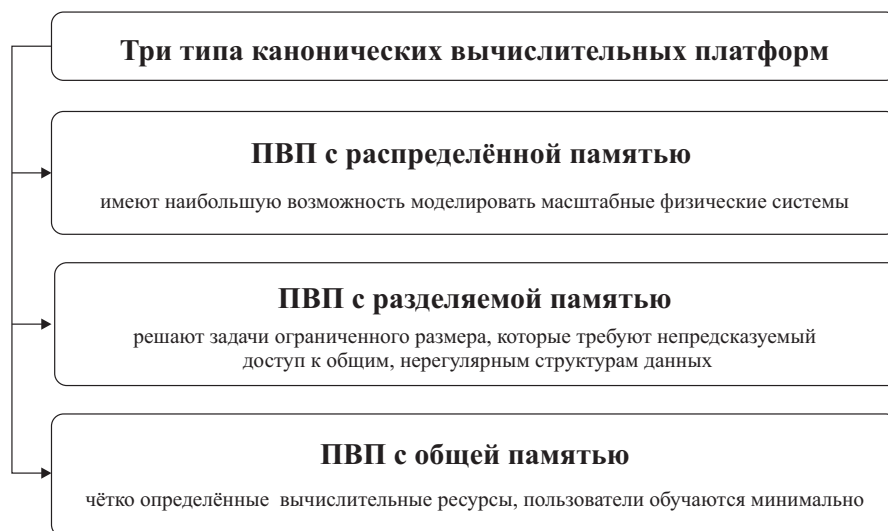 Три типа канонических вычислительных платформ
ПВП с распределённой памятью
имеют наибольшую возможность моделировать масштабные физические системы
ПВП с разделяемой памятью
решают задачи ограниченного размера, которые требуют непредсказуемый
доступ к общим, нерегулярным структурам данных
ПВП с общей памятью
чётко определённые вычислительные ресурсы, пользователи обучаются минимально